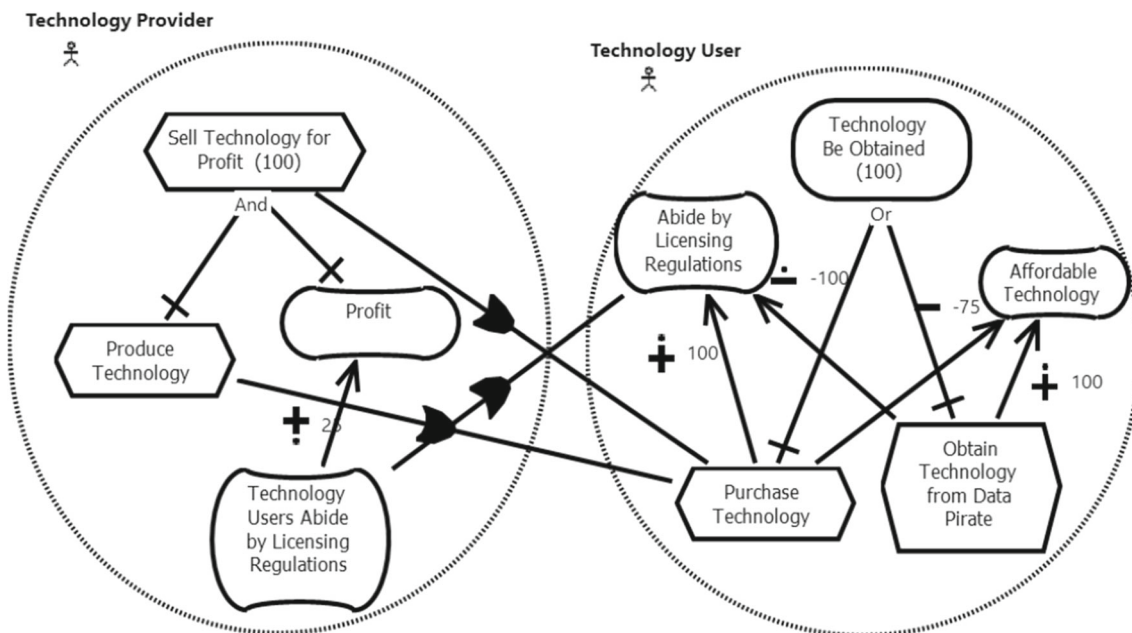 Technology Provider
Sell Technology for
Profit (100)
And
Profit
Produce
Technology
25
Technology
Users Abide
by Licensing
Regulations
Technology User
Technology
Be Obtained
(100)
Or
Abide by
Licensing
Regulations
-100
Affordable
Technology
-75
100
100
Purchase
Technology
Obtain
Technology
from Data
Pirate